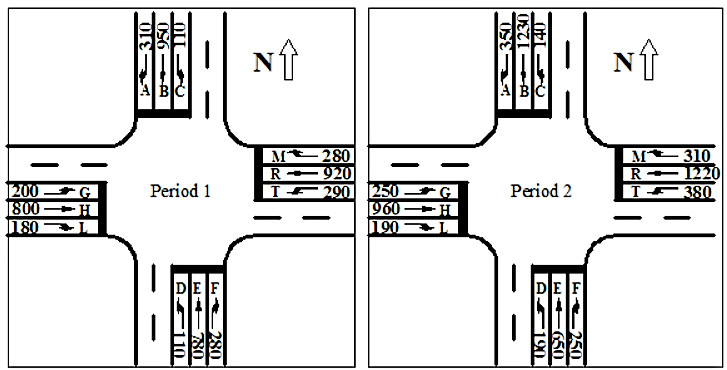 310 950 110
A B C
N
200 G
800 H
180 L
Period 1
M 280
R 920
T 290
D E F
110 780 280
350 1230 140
A B C
N
250 G
960 H
190 L
Period 2
M 310
R 1220
T 380
D E F
190 650 250